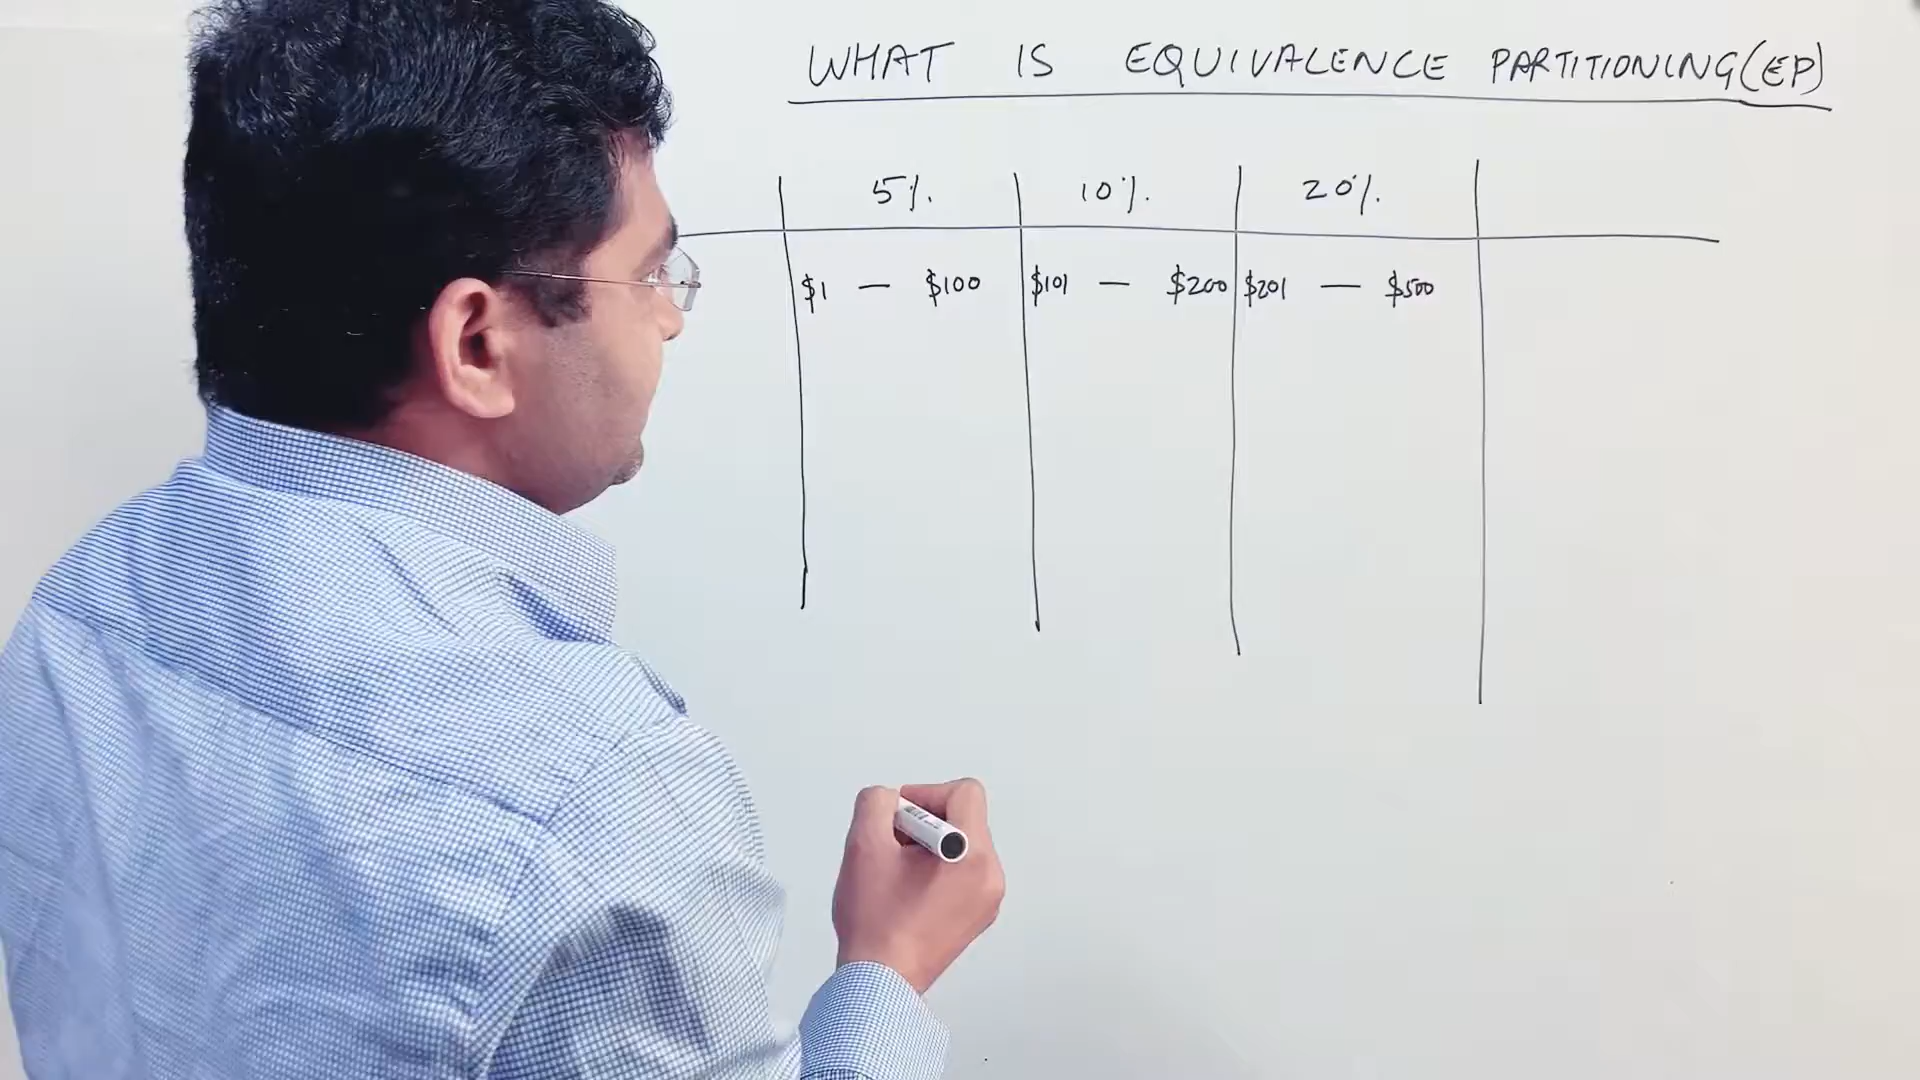 WHAT IS EQUIVALENCE PARTITIONING(EP)
5% 10% 20%
$1 — $100 $101 — $200 $201 — $500